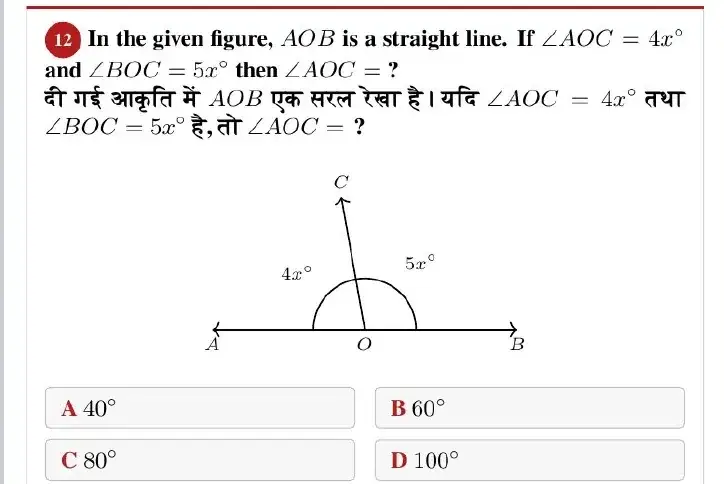 12 In the given figure, AOB is a straight line. If ∠AOC = 4x°
and ∠BOC = 5x° then ∠AOC = ?
दी गई आकृति में AOB एक सरल रेखा है। यदि ∠AOC = 4x° तथा
∠BOC = 5x° है, तो ∠AOC = ?
C
4x° 5x°
A O B
A 40° B 60°
C 80° D 100°